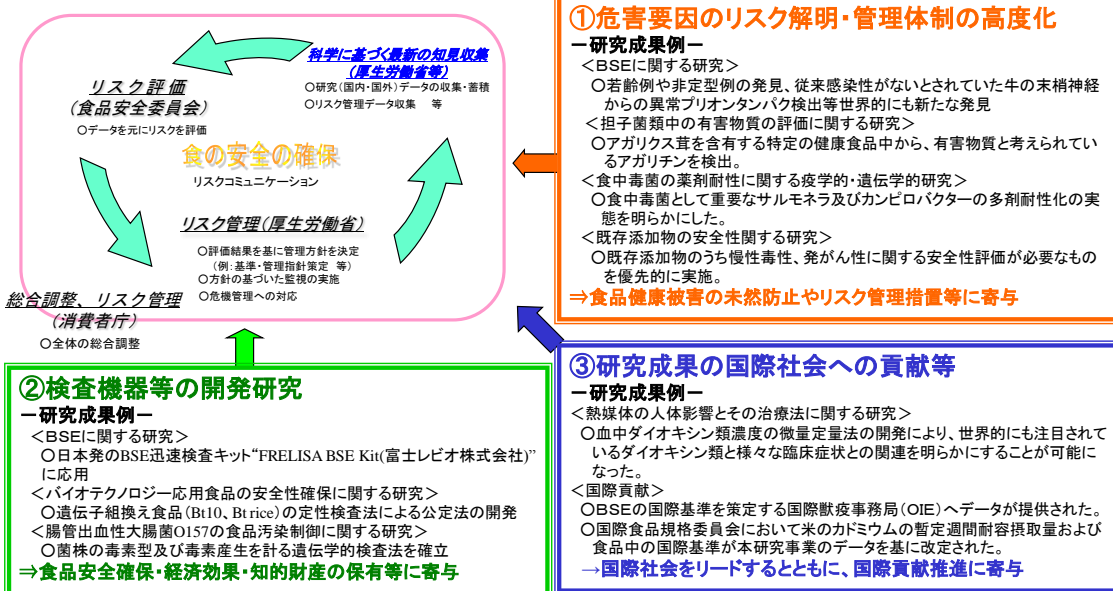 科学に基づく最新の知見収集
(厚生労働省等)
○研究(国内・国外)データの収集・蓄積
○リスク管理データ収集　等
リスク評価
(食品安全委員会)
○データを元にリスクを評価
食の安全の確保
リスクコミュニケーション
リスク管理(厚生労働省)
○評価結果を基に管理方針を決定
(例:基準・管理指針策定　等)
○方針の基づいた監視の実施
○危機管理への対応
総合調整、リスク管理
(消費者庁)
○全体の総合調整
①危害要因のリスク解明・管理体制の高度化
－研究成果例－
＜BSEに関する研究＞
○若齢例や非定型例の発見、従来感染性がないとされていた牛の末梢神経
からの異常プリオンタンパク検出等世界的にも新たな発見
＜担子菌類中の有害物質の評価に関する研究＞
○アガリクス茸を含有する特定の健康食品中から、有害物質と考えられてい
るアガリチンを検出。
＜食中毒菌の薬剤耐性に関する疫学的・遺伝学的研究＞
○食中毒菌として重要なサルモネラ及びカンピロバクターの多剤耐性化の実
態を明らかにした。
＜既存添加物の安全性関する研究＞
○既存添加物のうち慢性毒性、発がん性に関する安全性評価が必要なもの
を優先的に実施。
⇒食品健康被害の未然防止やリスク管理措置等に寄与
②検査機器等の開発研究
－研究成果例－
＜BSEに関する研究＞
○日本発のBSE迅速検査キット“FRELISA BSE Kit(富士レビオ株式会社)”
に応用
＜バイオテクノロジー応用食品の安全性確保に関する研究＞
○遺伝子組換え食品(Bt10、Bt rice)の定性検査法による公定法の開発
＜腸管出血性大腸菌O157の食品汚染制御に関する研究＞
○菌株の毒素型及び毒素産生を計る遺伝学的検査法を確立
⇒食品安全確保・経済効果・知的財産の保有等に寄与
③研究成果の国際社会への貢献等
－研究成果例－
＜熱媒体の人体影響とその治療法に関する研究＞
○血中ダイオキシン類濃度の微量定量法の開発により、世界的にも注目されて
いるダイオキシン類と様々な臨床症状との関連を明らかにすることが可能に
なった。
＜国際貢献＞
○BSEの国際基準を策定する国際獣疫事務局(OIE)へデータが提供された。
○国際食品規格委員会において米のカドミウムの暫定週間耐容摂取量および
食品中の国際基準が本研究事業のデータを基に改定された。
→国際社会をリードするとともに、国際貢献推進に寄与